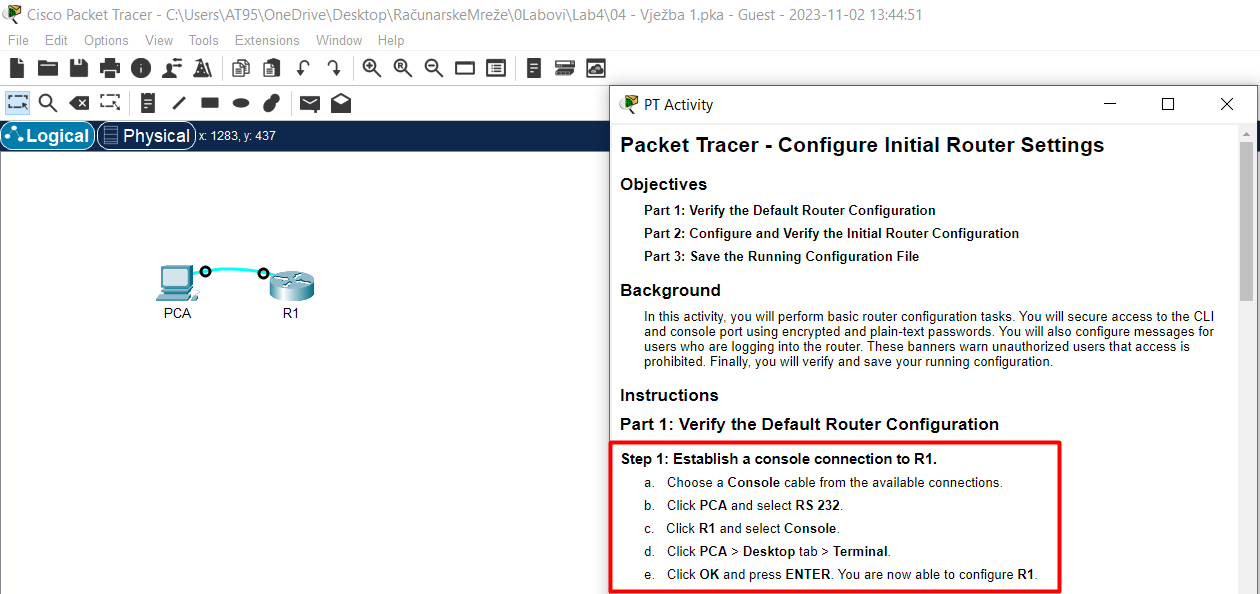 Cisco Packet Tracer - C:\Users\AT95\OneDrive\Desktop\RačunarskeMreže\0Labovi\Lab4\04 - Vježba 1.pka - Guest - 2023-11-02 13:44:51
File Edit Options View Tools Extensions Window Help
Logical Physical x: 1283, y: 437
PCA
R1
PT Activity
Packet Tracer - Configure Initial Router Settings
Objectives
Part 1: Verify the Default Router Configuration
Part 2: Configure and Verify the Initial Router Configuration
Part 3: Save the Running Configuration File
Background
In this activity, you will perform basic router configuration tasks. You will secure access to the CLI
and console port using encrypted and plain-text passwords. You will also configure messages for
users who are logging into the router. These banners warn unauthorized users that access is
prohibited. Finally, you will verify and save your running configuration.
Instructions
Part 1: Verify the Default Router Configuration
Step 1: Establish a console connection to R1.
a. Choose a Console cable from the available connections.
b. Click PCA and select RS 232.
c. Click R1 and select Console.
d. Click PCA > Desktop tab > Terminal.
e. Click OK and press ENTER. You are now able to configure R1.